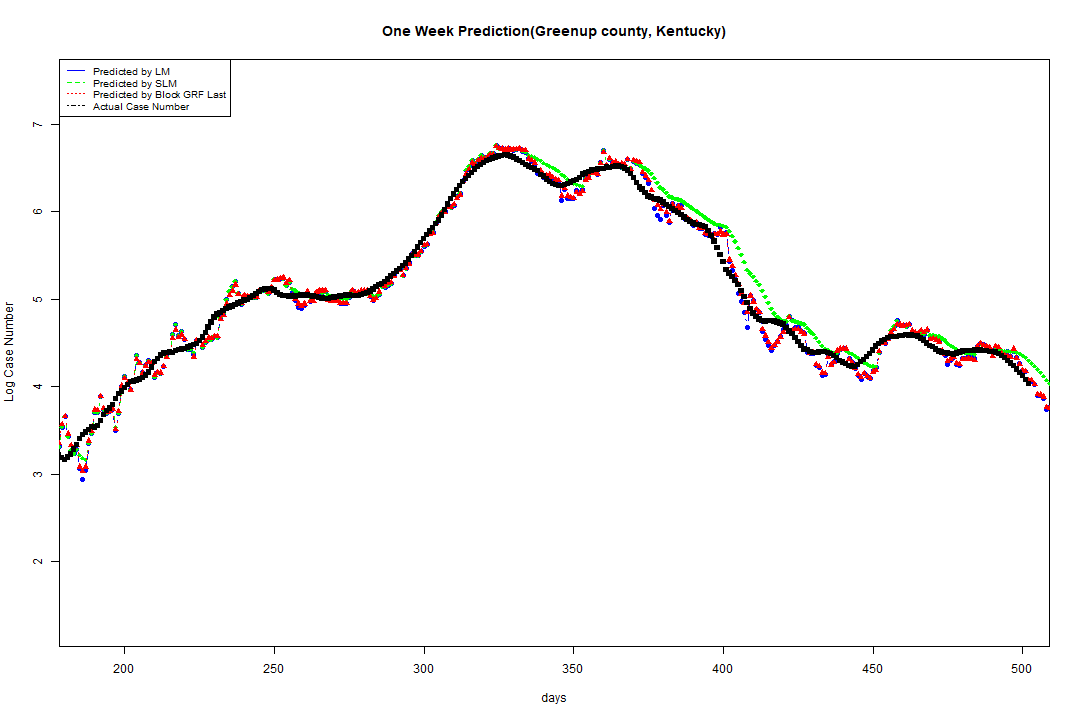 One Week Prediction(Greenup county, Kentucky)
Predicted by LM
Predicted by SLM
Predicted by Block GRF Last
Actual Case Number
7
6
5
4
3
2
Log Case Number
200 250 300 350 400 450 500
days